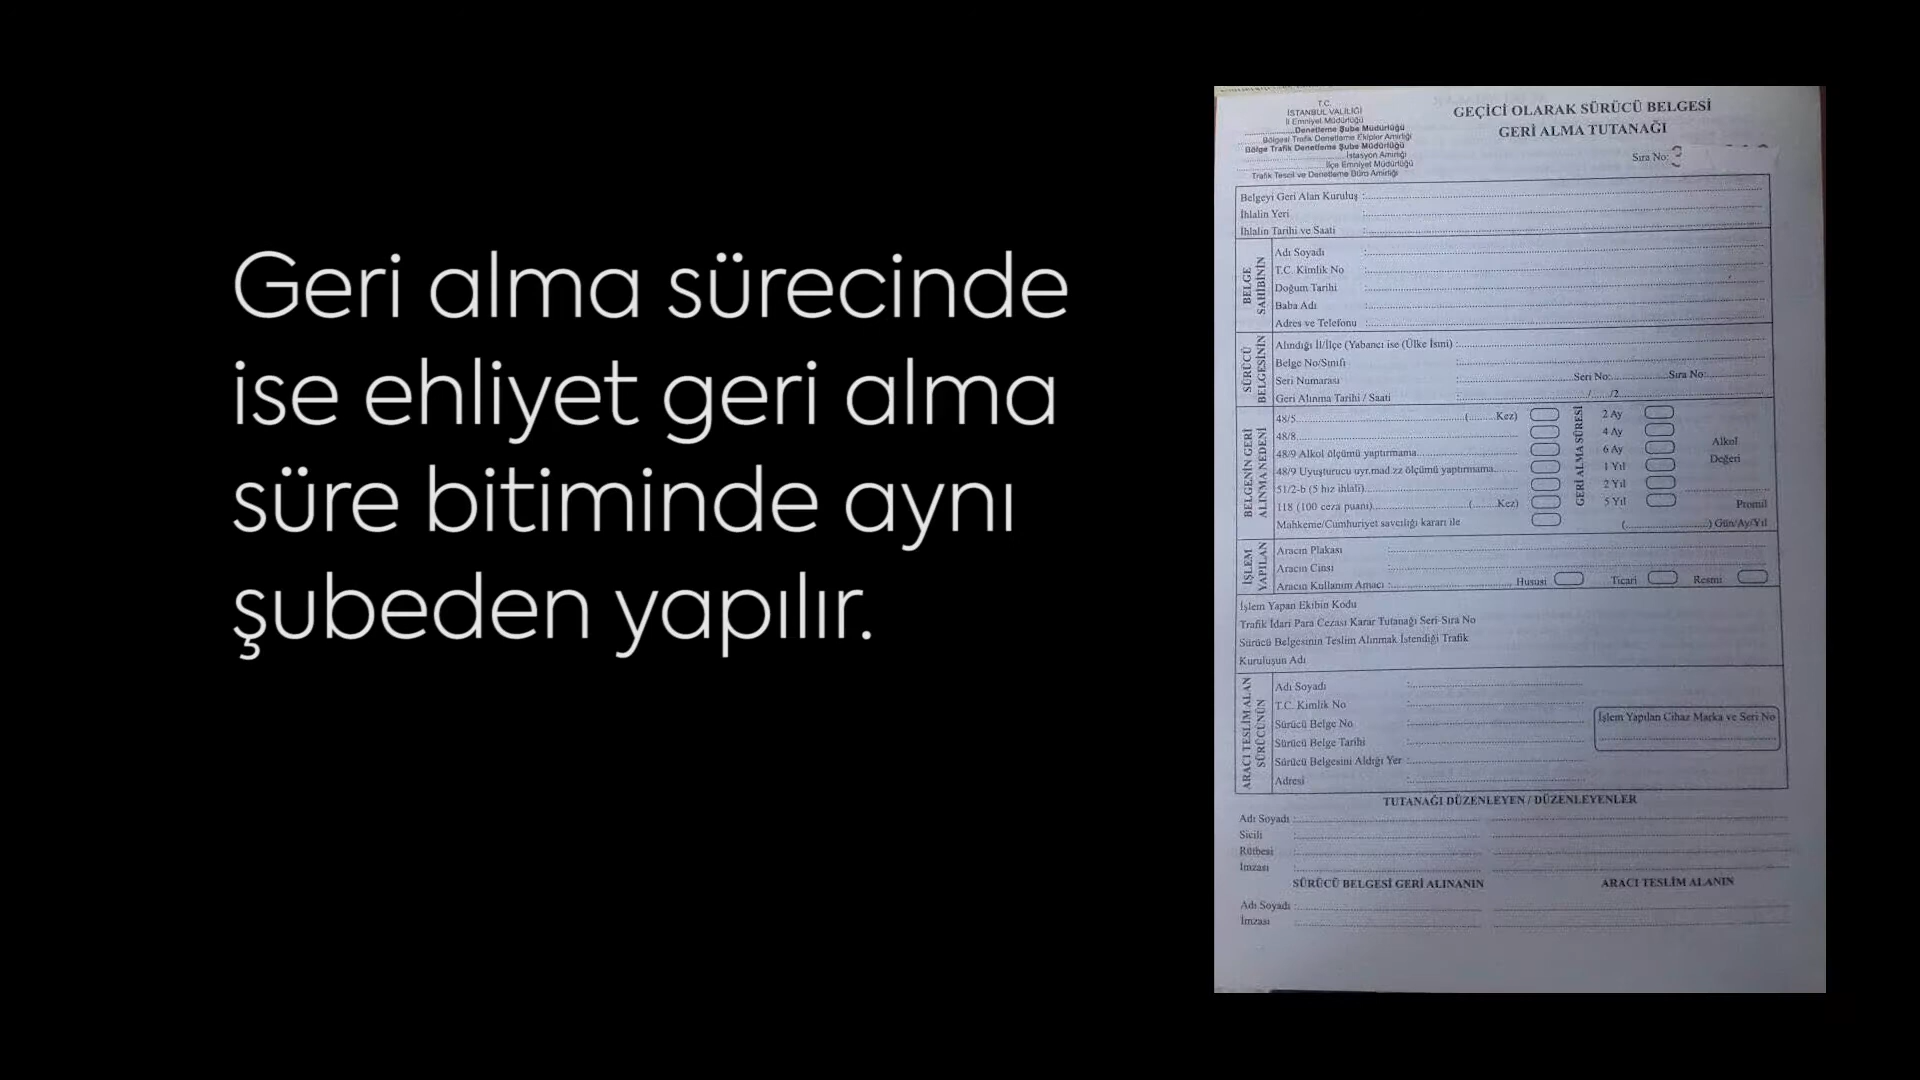 Geri alma sürecinde
ise ehliyet geri alma
süre bitiminde aynı
şubeden yapılır.
T.C.
İSTANBUL VALİLİĞİ
İl Emniyet Müdürlüğü
Denetleme Şube Müdürlüğü
Bölgesi Trafik Denetleme Ekipler Amirliği
Bölge Trafik Denetleme Şube Müdürlüğü
İstasyon Amirliği
İlçe Emniyet Müdürlüğü
Trafik Tescil ve Denetleme Büro Amirliği
GEÇİCİ OLARAK SÜRÜCÜ BELGESİ
GERİ ALMA TUTANAĞI
Sıra No:
Belgeyi Geri Alan Kuruluş :
İhlalin Yeri :
İhlalin Tarihi ve Saati :
BELGE SAHİBİNİN
Adı Soyadı :
T.C. Kimlik No :
Doğum Tarihi :
Baba Adı :
Adres ve Telefonu :
SÜRÜCÜ BELGESİNİN
Alındığı İl/İlçe (Yabancı ise (Ülke İsmi) :
Belge No/Sınıfı :
Seri Numarası : Seri No: Sıra No:
Geri Alınma Tarihi / Saati : / /2
BELGENİN GERİ ALINMA NEDENİ
48/5 (.........Kez)
48/8
48/9 Alkol ölçümü yaptırmama
48/9 Uyuşturucu uyr.mad.zz ölçümü yaptırmama
51/2-b (5 hız ihlali)
118 (100 ceza puanı) (.........Kez)
Mahkeme/Cumhuriyet savcılığı kararı ile
GERİ ALMA SÜRESİ
2 Ay
4 Ay
6 Ay
1 Yıl
2 Yıl
5 Yıl
(....................) Gün/Ay/Yıl
Alkol
Değeri
Promil
İŞLEM YAPILAN
Aracın Plakası :
Aracın Cinsi :
Aracın Kullanım Amacı : Hususi Ticari Resmi
İşlem Yapan Ekibin Kodu
Trafik İdari Para Cezası Karar Tutanağı Seri-Sıra No
Sürücü Belgesinin Teslim Alınmak İstendiği Trafik
Kuruluşun Adı
ARACI TESLİM ALAN SÜRÜCÜNÜN
Adı Soyadı :
T.C. Kimlik No :
Sürücü Belge No :
Sürücü Belge Tarihi :
Sürücü Belgesini Aldığı Yer :
Adresi :
İşlem Yapılan Cihaz Marka ve Seri No
TUTANAĞI DÜZENLEYEN / DÜZENLEYENLER
Adı Soyadı :
Sicili :
Rütbesi :
İmzası :
SÜRÜCÜ BELGESİ GERİ ALINANIN ARACI TESLİM ALANIN
Adı Soyadı :
İmzası :